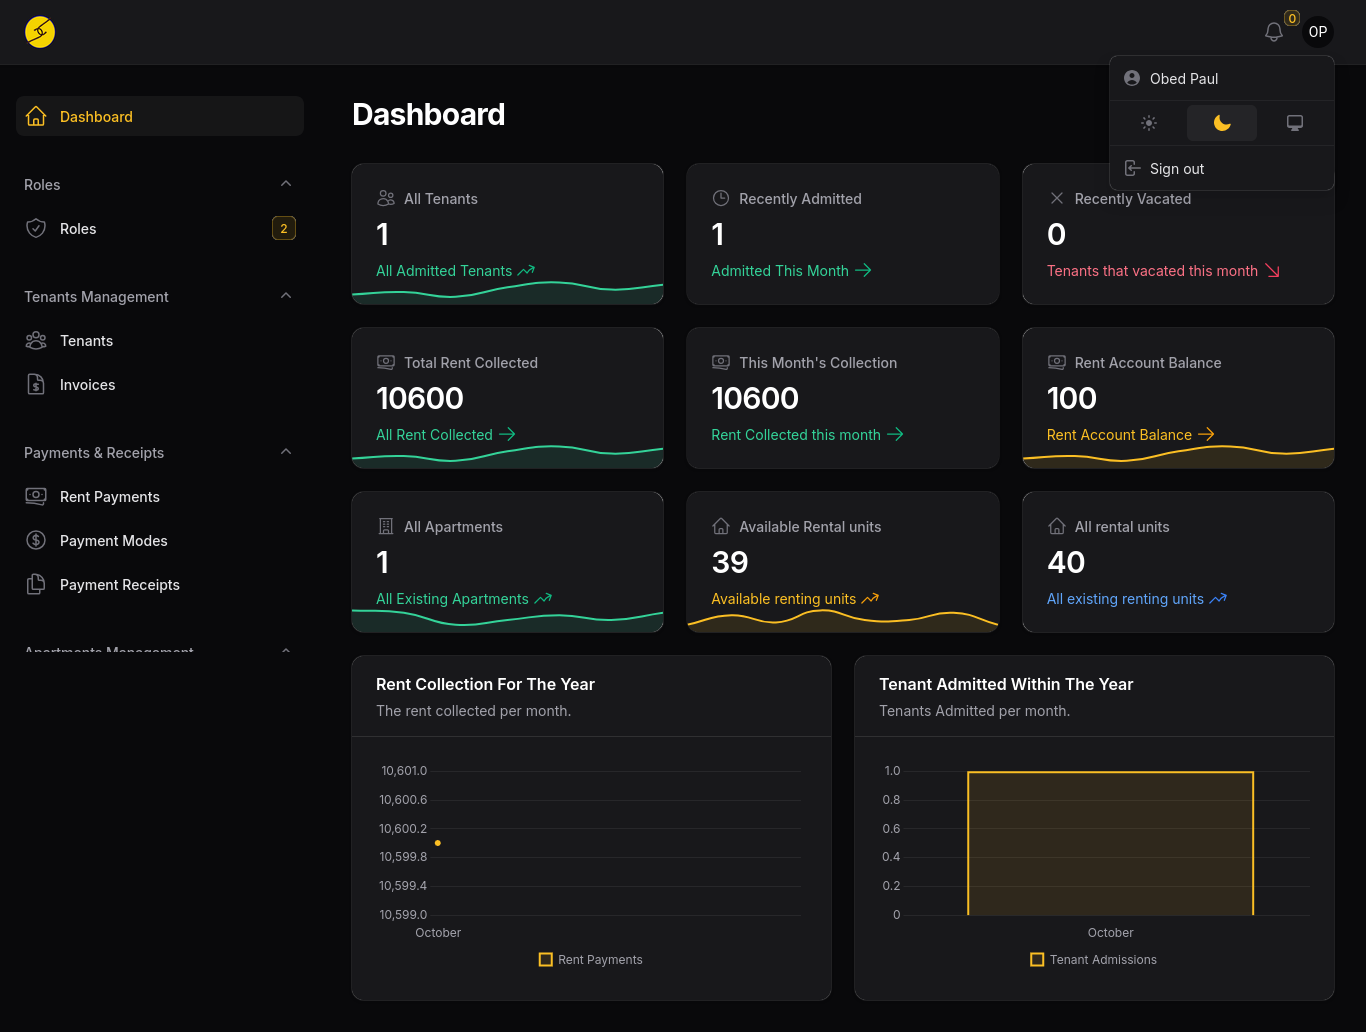 0
OP
Obed Paul
Sign out
Dashboard
Roles
Roles
2
Tenants Management
Tenants
Invoices
Payments & Receipts
Rent Payments
Payment Modes
Payment Receipts
Apartments Management
Dashboard
All Tenants
1
All Admitted Tenants
Recently Admitted
1
Admitted This Month
Recently Vacated
0
Tenants that vacated this month
Total Rent Collected
10600
All Rent Collected
This Month's Collection
10600
Rent Collected this month
Rent Account Balance
100
Rent Account Balance
All Apartments
1
All Existing Apartments
Available Rental units
39
Available renting units
All rental units
40
All existing renting units
Rent Collection For The Year
The rent collected per month.
10,601.0
10,600.6
10,600.2
10,599.8
10,599.4
10,599.0
October
Rent Payments
Tenant Admitted Within The Year
Tenants Admitted per month.
1.0
0.8
0.6
0.4
0.2
0
October
Tenant Admissions